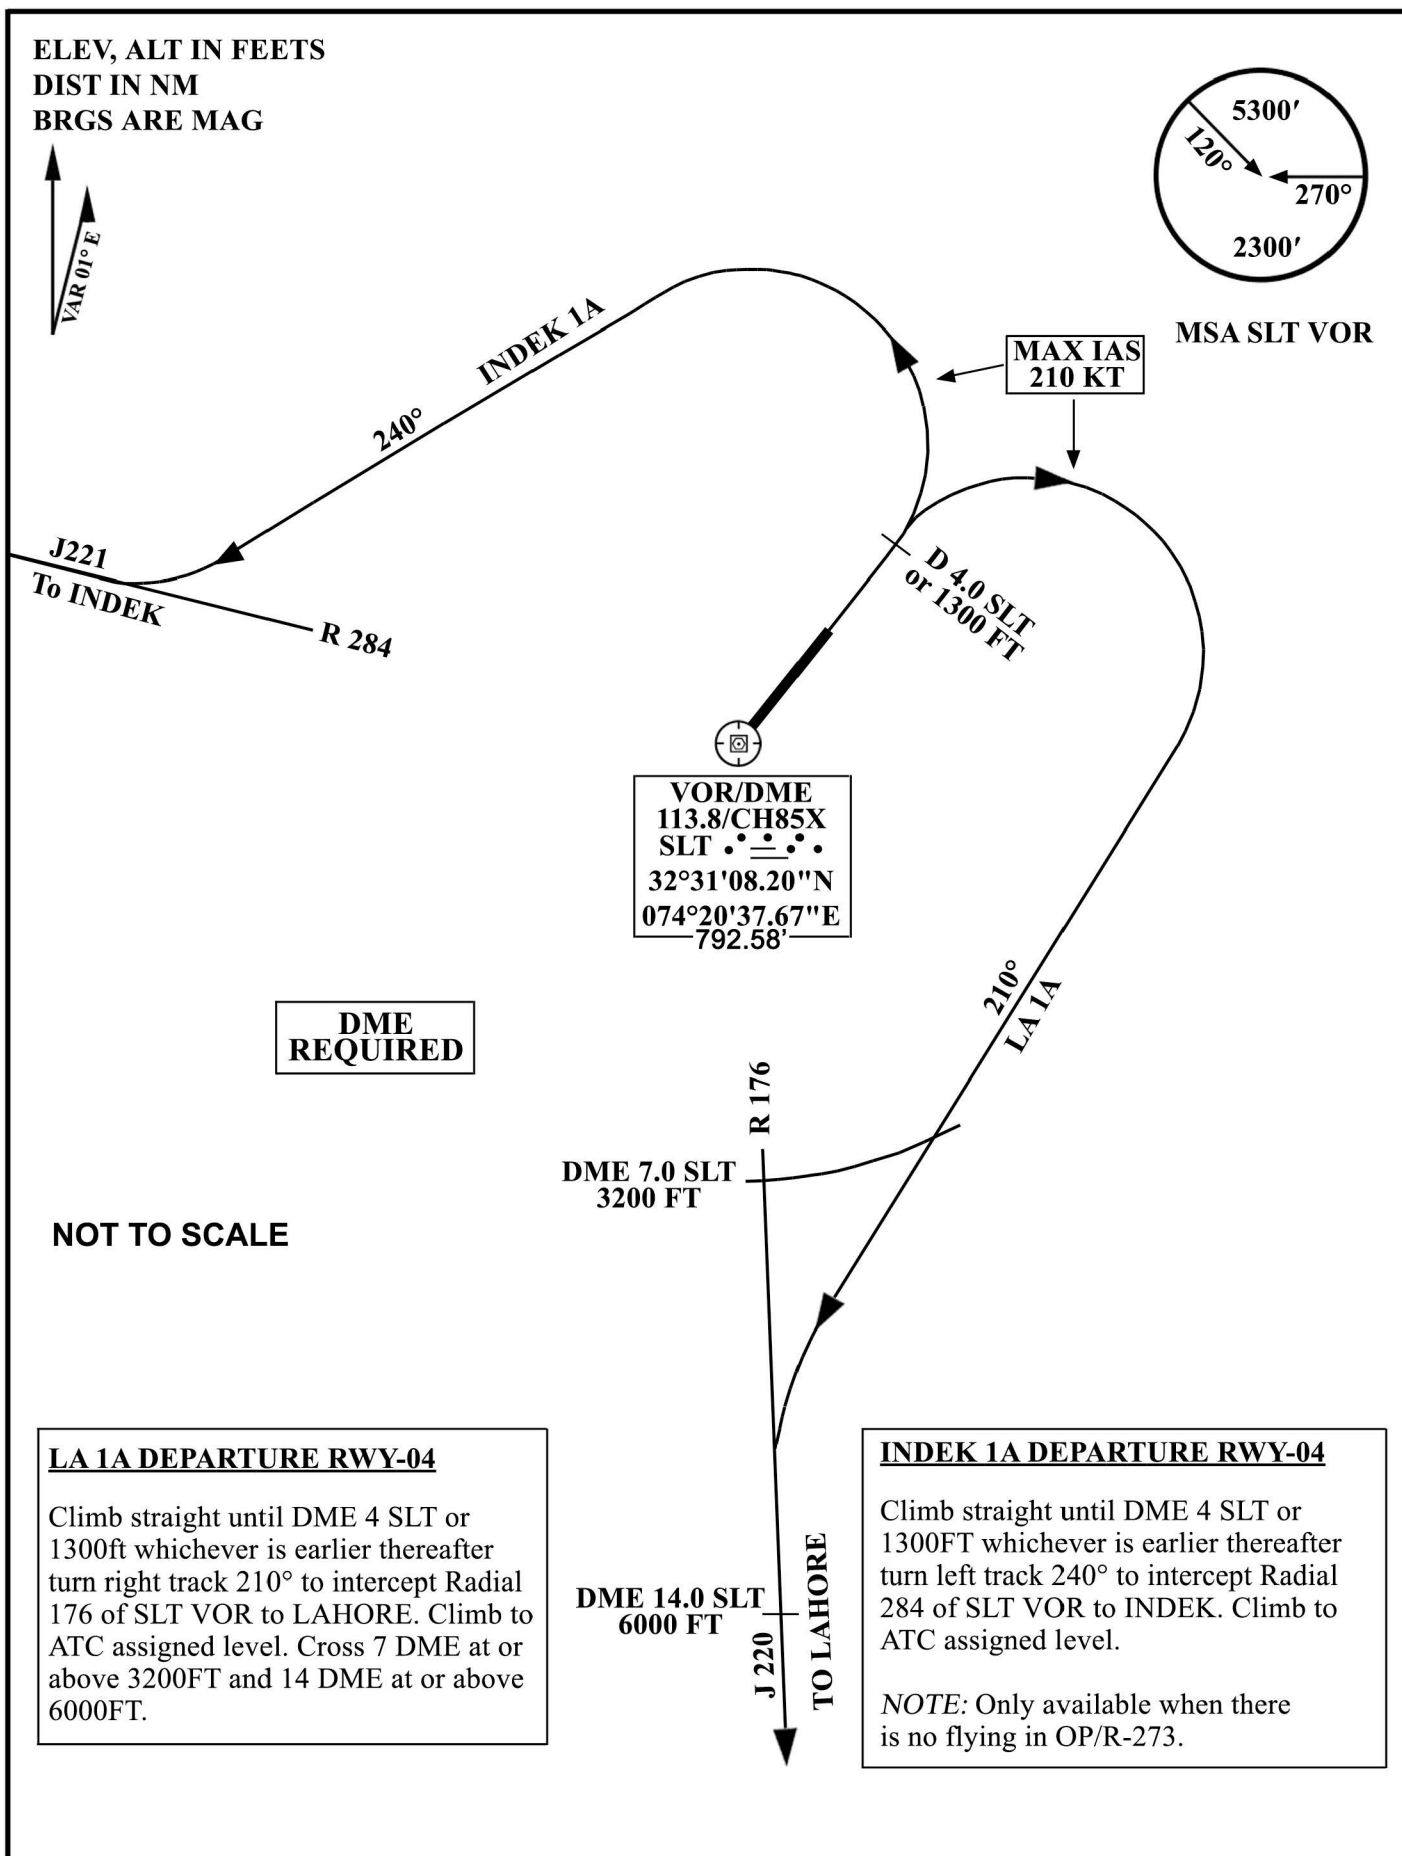 ELEV, ALT IN FEETS
DIST IN NM
BRGS ARE MAG
VAR 01° E
5300′
120°
270°
2300′
MSA SLT VOR
MAX IAS
210 KT
INDEK 1A
240°
J221
To INDEK
R 284
D 4.0 SLT
or 1300 FT
VOR/DME
113.8/CH85X
SLT
32°31'08.20"N
074°20'37.67"E
792.58'
210°
LA 1A
DME
REQUIRED
R 176
DME 7.0 SLT
3200 FT
NOT TO SCALE
DME 14.0 SLT
6000 FT
J 220
TO LAHORE
LA 1A DEPARTURE RWY-04
Climb straight until DME 4 SLT or
1300ft whichever is earlier thereafter
turn right track 210° to intercept Radial
176 of SLT VOR to LAHORE. Climb to
ATC assigned level. Cross 7 DME at or
above 3200FT and 14 DME at or above
6000FT.
INDEK 1A DEPARTURE RWY-04
Climb straight until DME 4 SLT or
1300FT whichever is earlier thereafter
turn left track 240° to intercept Radial
284 of SLT VOR to INDEK. Climb to
ATC assigned level.
NOTE: Only available when there
is no flying in OP/R-273.